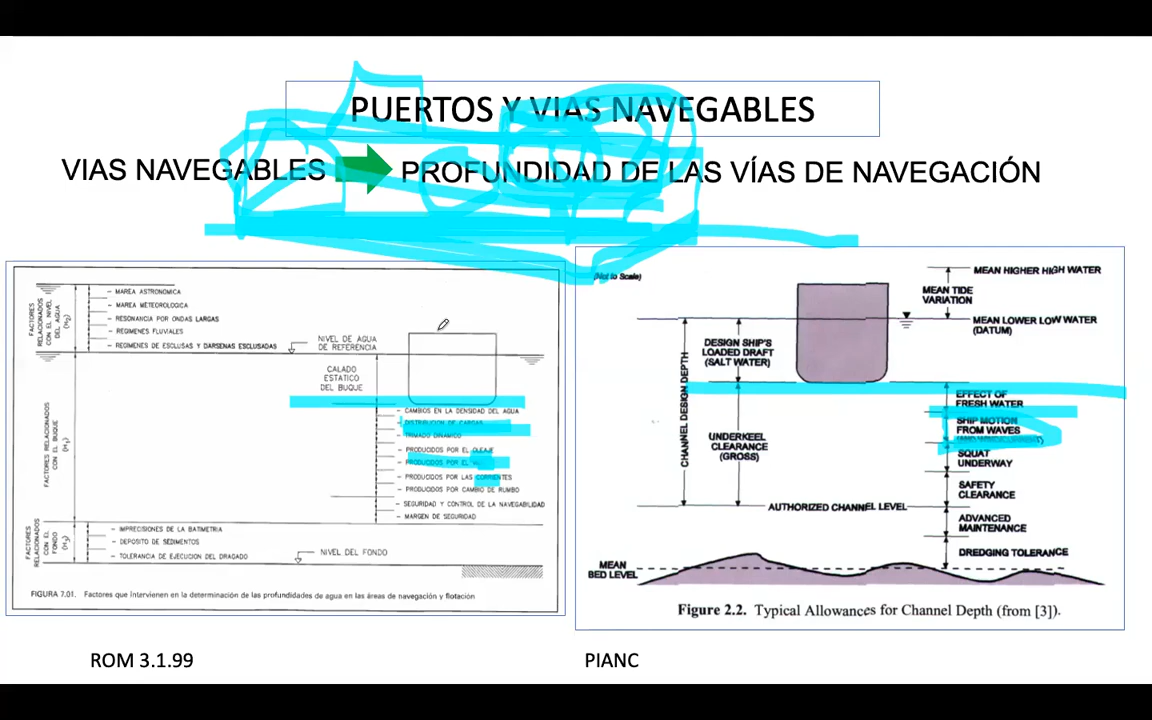 PUERTOS Y VIAS NAVEGABLES
VIAS NAVEGABLES
PROFUNDIDAD DE LAS VÍAS DE NAVEGACIÓN
FACTORES RELACIONADOS CON EL NIVEL DEL AGUA (H₂)
- MAREA ASTRONOMICA
- MAREA METEOROLOGICA
- RESONANCIA POR ONDAS LARGAS
- REGIMENES FLUVIALES
- REGIMENES DE ESCLUSAS Y DARSENAS ESCLUSADAS
NIVEL DE AGUA
DE REFERENCIA
CALADO
ESTATICO
DEL BUQUE
FACTORES RELACIONADOS CON EL BUQUE (H₁)
- CAMBIOS EN LA DENSIDAD DEL AGUA
- DISTRIBUCION DE CARGAS
- TRIMADO DINAMICO
- PRODUCIDOS POR EL OLEAJE
- PRODUCIDOS POR EL
- PRODUCIDOS POR LAS CORRIENTES
- PRODUCIDOS POR CAMBIO DE RUMBO
- SEGURIDAD Y CONTROL DE LA NAVEGABILIDAD
- MARGEN DE SEGURIDAD
FACTORES RELACIONADOS CON EL FONDO (H₃)
- IMPRECISIONES DE LA BATIMETRIA
- DEPOSITO DE SEDIMENTOS
- TOLERANCIA DE EJECUCION DEL DRAGADO
NIVEL DEL FONDO
FIGURA 7.01. Factores que intervienen en la determinación de las profundidades de agua en las áreas de navegación y flotación
ROM 3.1.99
(Not to Scale)
MEAN HIGHER HIGH WATER
MEAN TIDE
VARIATION
MEAN LOWER LOW WATER
(DATUM)
DESIGN SHIP'S
LOADED DRAFT
(SALT WATER)
CHANNEL DESIGN DEPTH
EFFECT OF
FRESH WATER
SHIP MOTION
FROM WAVES
UNDERKEEL
CLEARANCE
(GROSS)
SQUAT
UNDERWAY
SAFETY
CLEARANCE
AUTHORIZED CHANNEL LEVEL
ADVANCED
MAINTENANCE
DREDGING TOLERANCE
MEAN
BED LEVEL
Figure 2.2. Typical Allowances for Channel Depth (from [3]).
PIANC